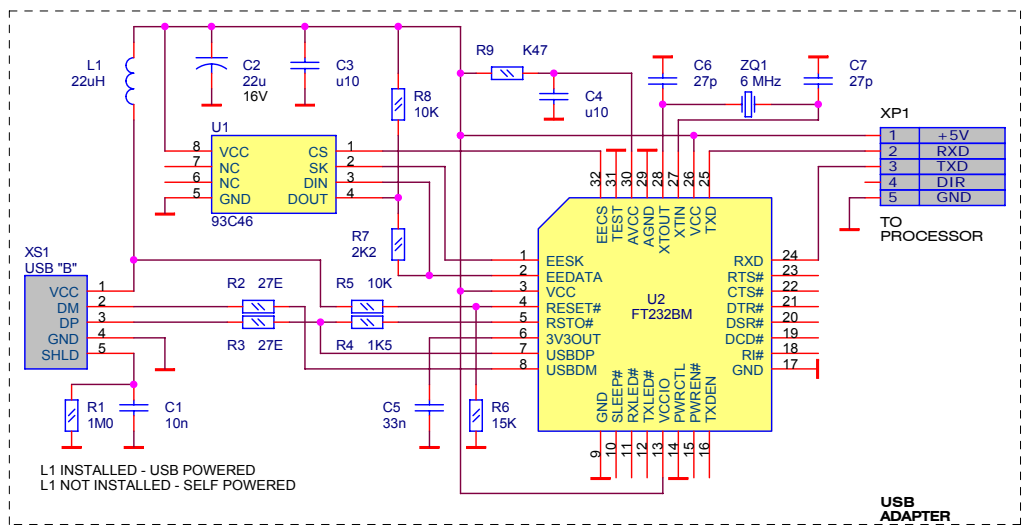 L1
22uH
C2
22u
16V
C3
u10
R8
10K
R9 K47
C4
u10
C6
27p
ZQ1
6 MHz
C7
27p
XP1
1 +5V
2 RXD
3 TXD
4 DIR
5 GND
TO
PROCESSOR
U1
8 VCC CS 1
7 NC SK 2
6 NC DIN 3
5 GND DOUT 4
93C46
R7
2K2
32 31 30 29 28 27 26 25
EECS TEST AVCC AGND XTOUT XTIN VCC TXD
XS1
USB "B"
VCC 1
DM 2
DP 3
GND 4
SHLD 5
R2 27E
R3 27E
R5 10K
R4 1K5
1 EESK
2 EEDATA
3 VCC
4 RESET#
5 RSTO#
6 3V3OUT
7 USBDP
8 USBDM
U2
FT232BM
RXD 24
RTS# 23
CTS# 22
DTR# 21
DSR# 20
DCD# 19
RI# 18
GND 17
GND SLEEP# RXLED# TXLED# VCCIO PWRCTL PWREN# TXDEN
9 10 11 12 13 14 15 16
R1
1M0
C1
10n
C5
33n
R6
15K
L1 INSTALLED - USB POWERED
L1 NOT INSTALLED - SELF POWERED
USB
ADAPTER